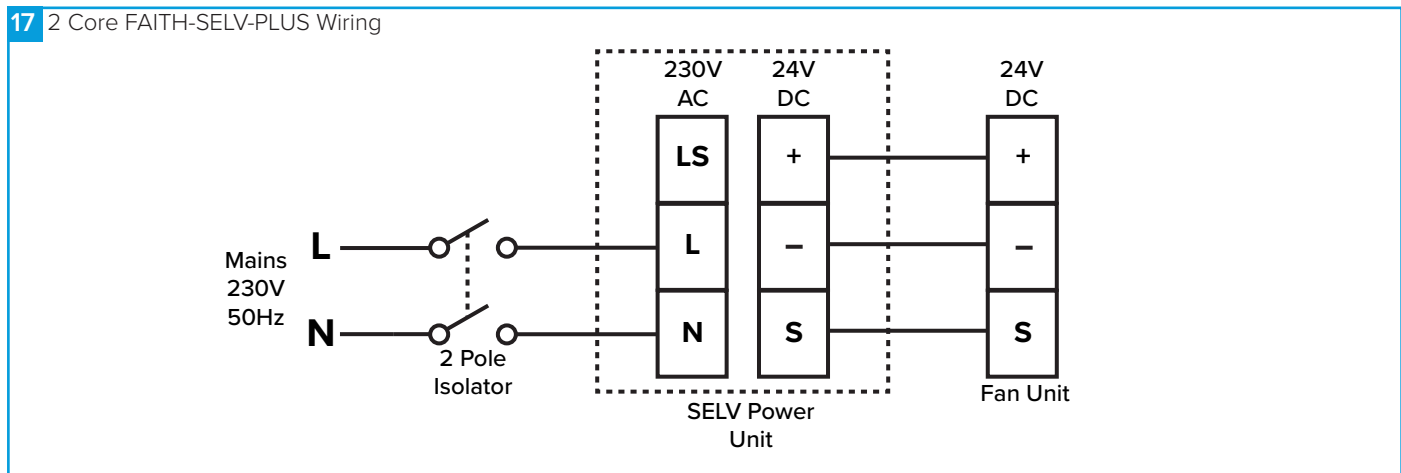 17 2 Core FAITH-SELV-PLUS Wiring
230V
AC
24V
DC
24V
DC
LS
+
+
L
L
–
–
Mains
230V
50Hz
N
N
S
S
2 Pole
Isolator
SELV Power
Unit
Fan Unit